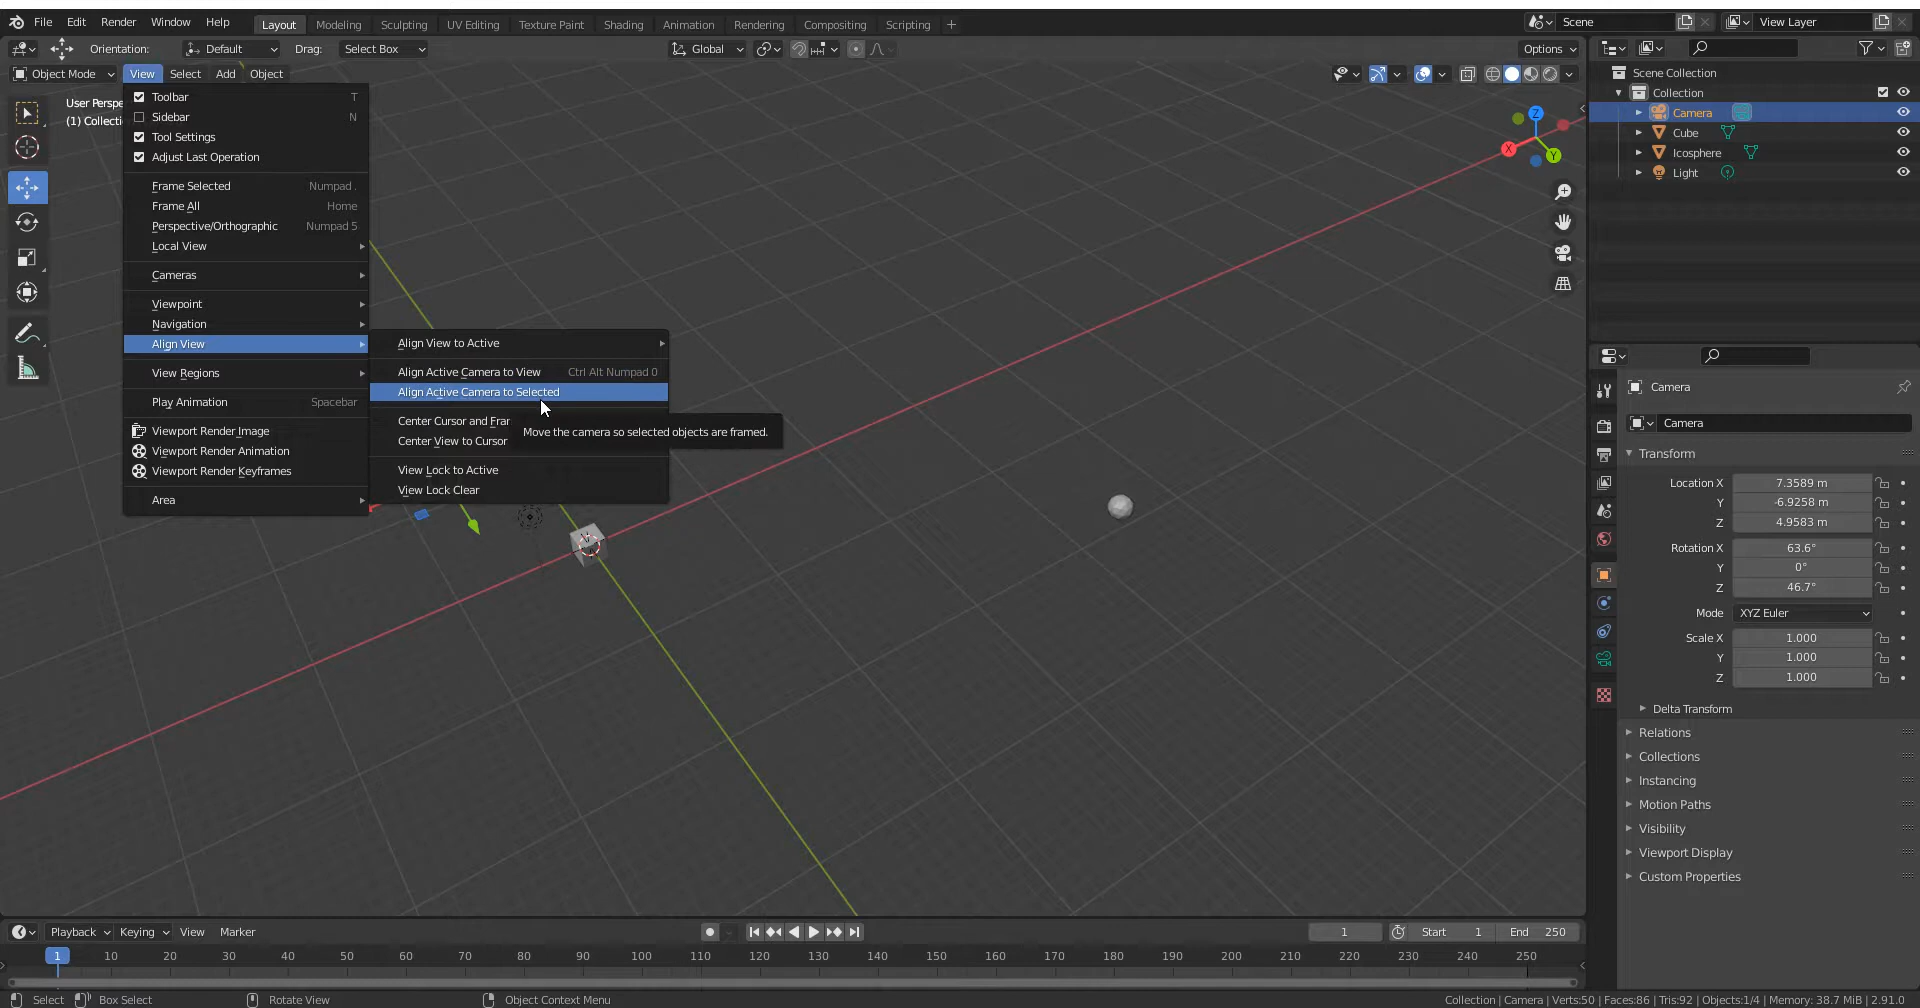 File Edit Render Window Help Layout Modeling Sculpting UV Editing Texture Paint Shading Animation Rendering Compositing Scripting + Scene View Layer
Orientation: Default Drag: Select Box Global Options
Object Mode View Select Add Object
User Perspe
(1) Collecti
Toolbar T
Sidebar N
Tool Settings
Adjust Last Operation
Frame Selected Numpad .
Frame All Home
Perspective/Orthographic Numpad 5
Local View
Cameras
Viewpoint
Navigation
Align View
View Regions
Play Animation Spacebar
Viewport Render Image
Viewport Render Animation
Viewport Render Keyframes
Area
Align View to Active
Align Active Camera to View Ctrl Alt Numpad 0
Align Active Camera to Selected
Center Cursor and Frar
Center View to Cursor
View Lock to Active
View Lock Clear
Move the camera so selected objects are framed.
Z
X
Y
Scene Collection
Collection
Camera
Cube
Icosphere
Light
Camera
Camera
Transform
Location X 7.3589 m
Y -6.9258 m
Z 4.9583 m
Rotation X 63.6°
Y 0°
Z 46.7°
Mode XYZ Euler
Scale X 1.000
Y 1.000
Z 1.000
Delta Transform
Relations
Collections
Instancing
Motion Paths
Visibility
Viewport Display
Custom Properties
Playback Keying View Marker 1 Start 1 End 250
1 10 20 30 40 50 60 70 80 90 100 110 120 130 140 150 160 170 180 190 200 210 220 230 240 250
Select Box Select Rotate View Object Context Menu Collection | Camera | Verts:50 | Faces:86 | Tris:92 | Objects:1/4 | Memory: 38.7 MiB | 2.91.0